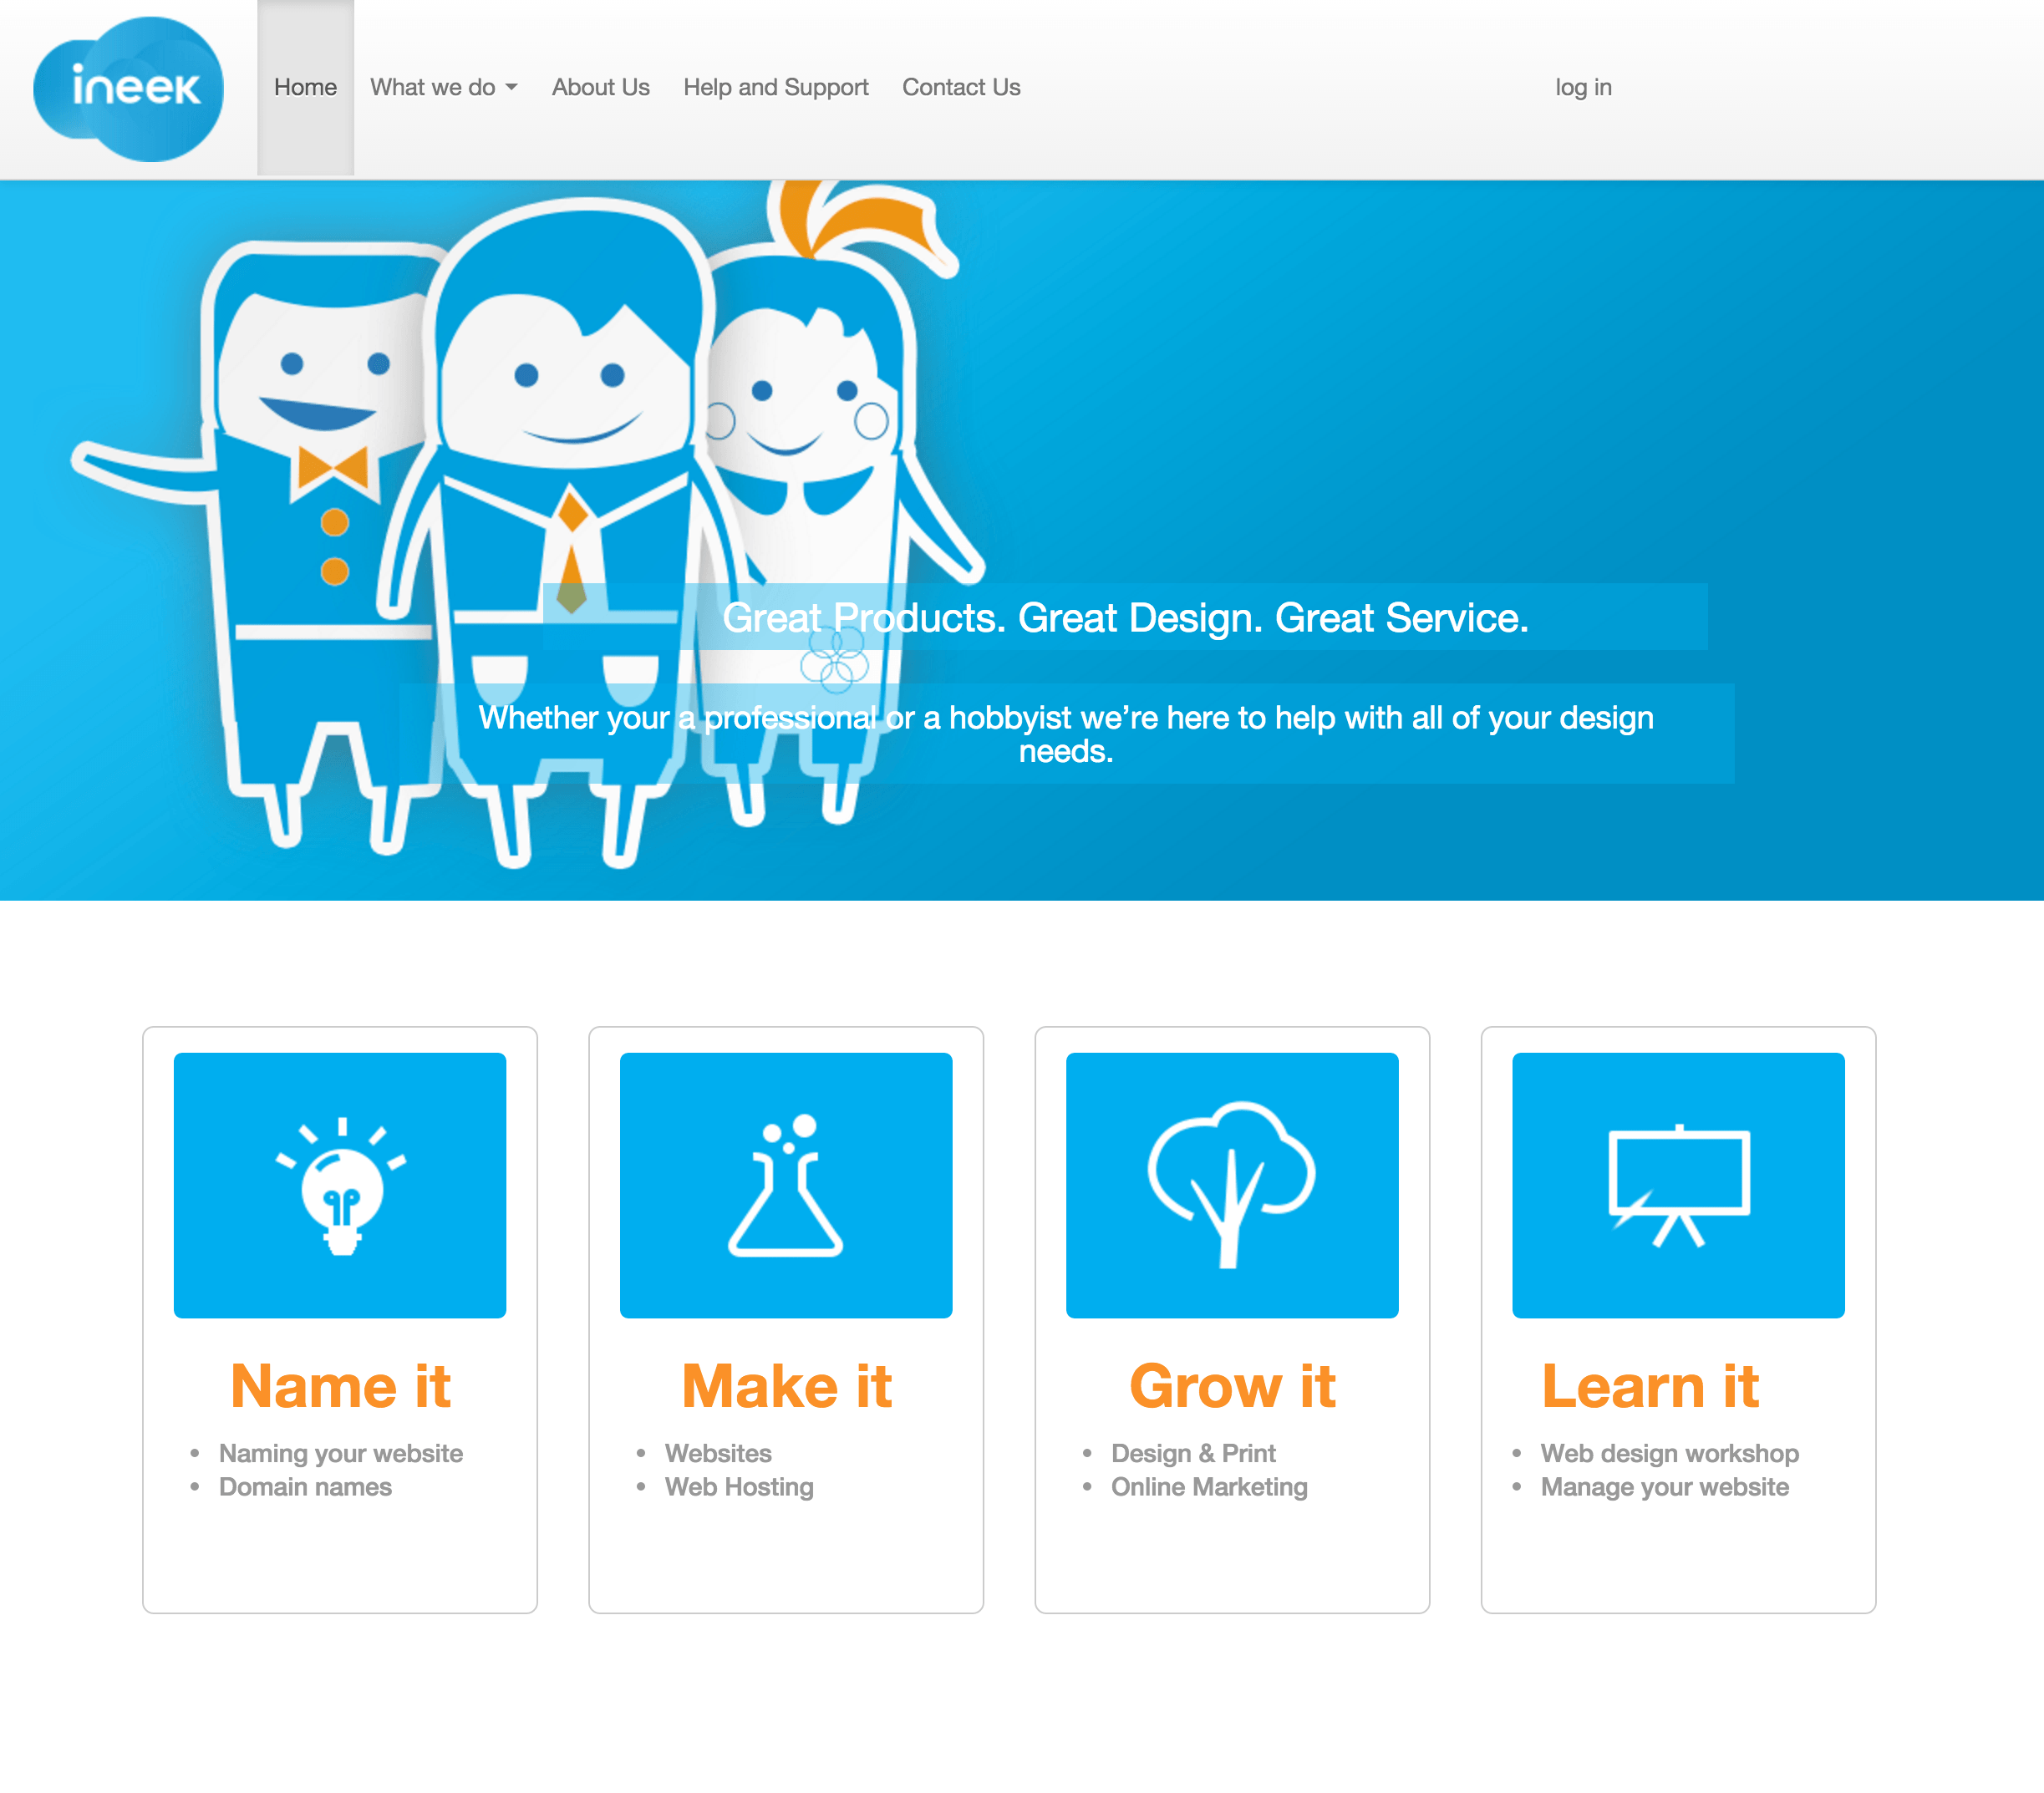 ineek
Home What we do About Us Help and Support Contact Us log in
Great Products. Great Design. Great Service.
Whether your a professional or a hobbyist we’re here to help with all of your design
needs.
Name it
• Naming your website
• Domain names
Make it
• Websites
• Web Hosting
Grow it
• Design & Print
• Online Marketing
Learn it
• Web design workshop
• Manage your website